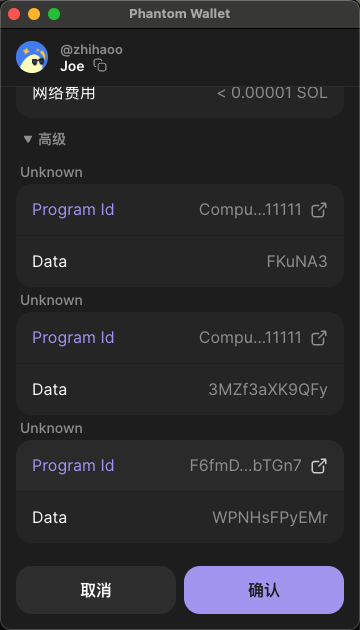 Phantom Wallet
@zhihaoo
Joe
网络费用 < 0.00001 SOL
▼ 高级
Unknown
Program Id Compu...11111
Data FKuNA3
Unknown
Program Id Compu...11111
Data 3MZf3aXK9QFy
Unknown
Program Id F6fmD...bTGn7
Data WPNHsFPyEMr
取消 确认